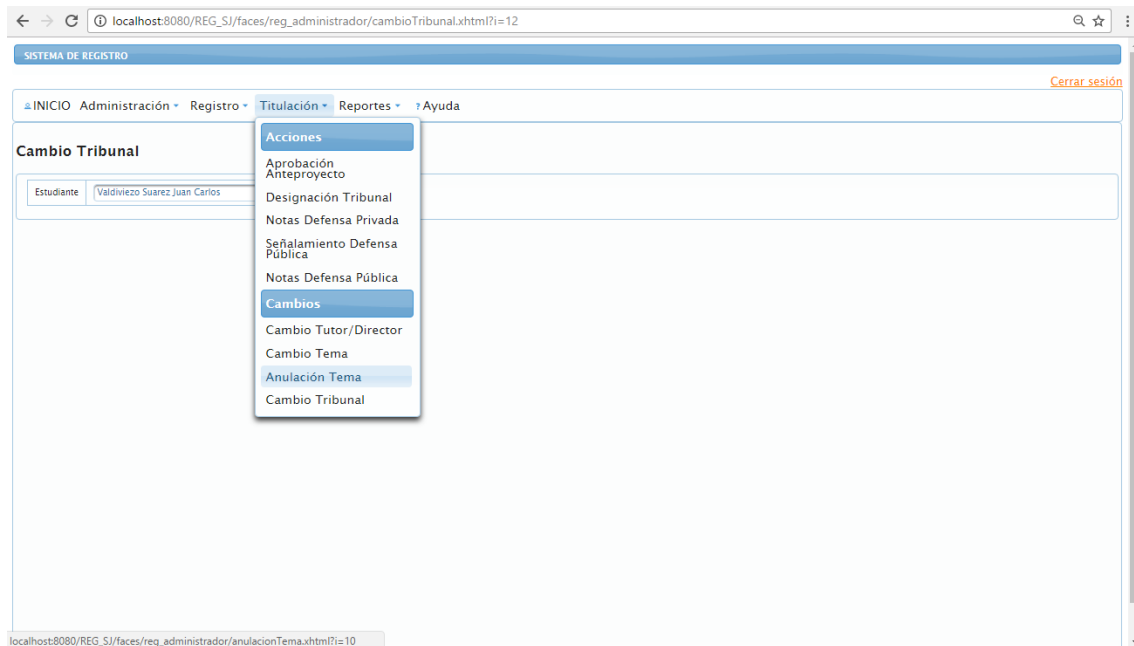 localhost:8080/REG_SJ/faces/reg_administrador/cambioTribunal.xhtml?i=12
SISTEMA DE REGISTRO
Cerrar sesión
INICIO Administración Registro Titulación Reportes ? Ayuda
Acciones
Cambio Tribunal
Aprobación
Anteproyecto
Estudiante Valdiviezo Suarez Juan Carlos
Designación Tribunal
Notas Defensa Privada
Señalamiento Defensa
Pública
Notas Defensa Pública
Cambios
Cambio Tutor/Director
Cambio Tema
Anulación Tema
Cambio Tribunal
localhost:8080/REG_SJ/faces/reg_administrador/anulacionTema.xhtml?i=10